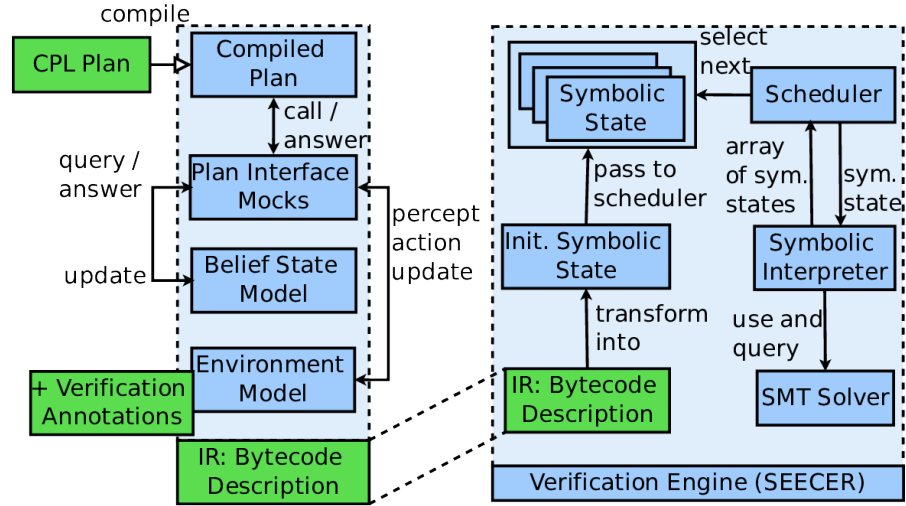 compile
CPL Plan
Compiled
Plan
call /
answer
query /
answer
Plan Interface
Mocks
percept
action
update
update
Belief State
Model
Environment
Model
+ Verification
Annotations
IR: Bytecode
Description
select
next
Symbolic
State
Scheduler
pass to
scheduler
array
of sym.
states
sym.
state
Init. Symbolic
State
Symbolic
Interpreter
transform
into
use and
query
IR: Bytecode
Description
SMT Solver
Verification Engine (SEECER)